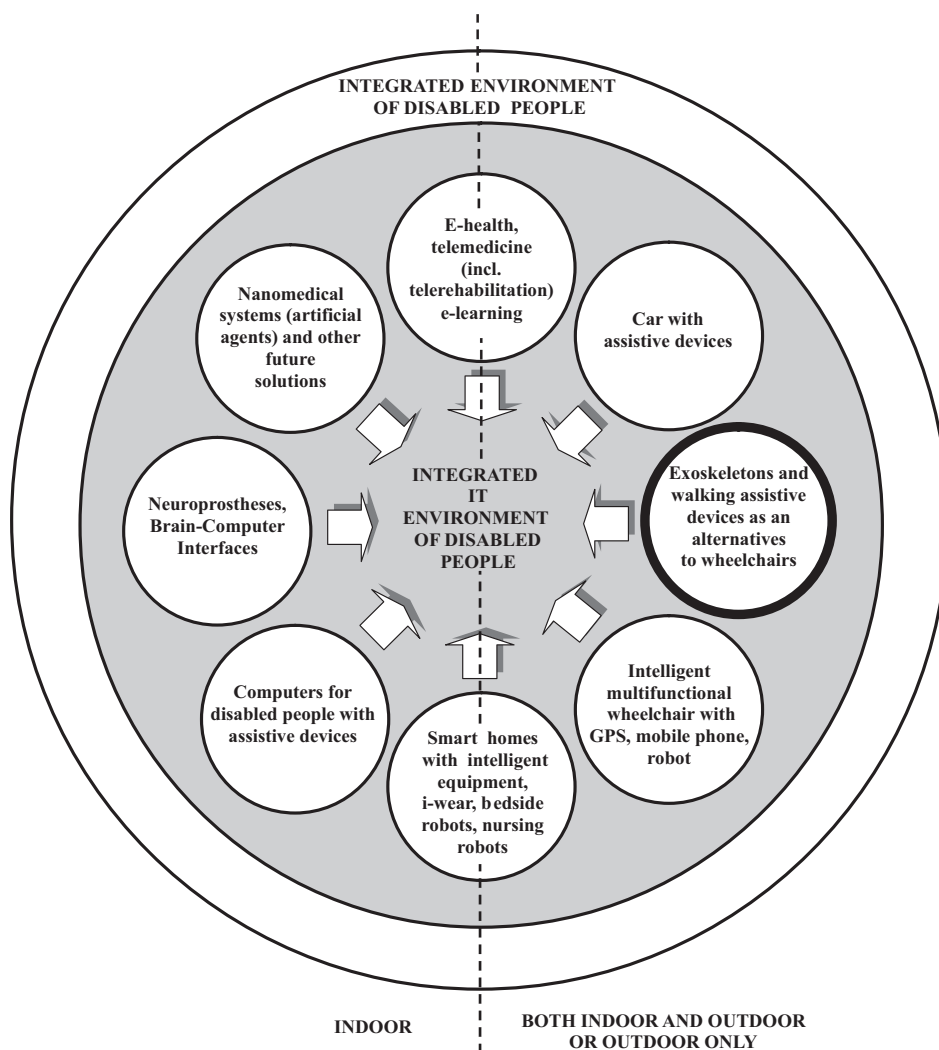 INTEGRATED ENVIRONMENT
OF DISABLED PEOPLE
E-health,
telemedicine
(incl.
telerehabilitation)
e-learning
Nanomedical
systems (artificial
agents) and other
future
solutions
Car with
assistive devices
Neuroprostheses,
Brain-Computer
Interfaces
INTEGRATED
IT
ENVIRONMENT
OF DISABLED
PEOPLE
Exoskeletons and
walking assistive
devices as an
alternatives
to wheelchairs
Computers for
disabled people with
assistive devices
Smart homes
with intelligent
equipment,
i-wear, bedside
robots, nursing
robots
Intelligent
multifunctional
wheelchair with
GPS, mobile phone,
robot
INDOOR
BOTH INDOOR AND OUTDOOR
OR OUTDOOR ONLY